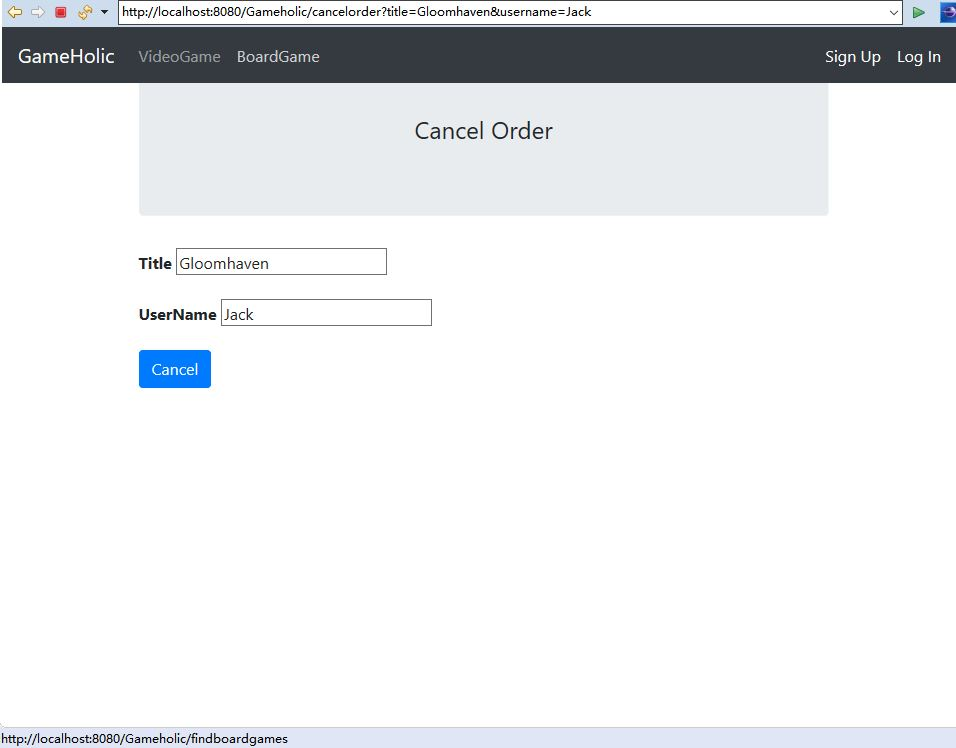 http://localhost:8080/Gameholic/cancelorder?title=Gloomhaven&username=Jack
GameHolic VideoGame BoardGame Sign Up Log In
Cancel Order
Title Gloomhaven
UserName Jack
Cancel
http://localhost:8080/Gameholic/findboardgames